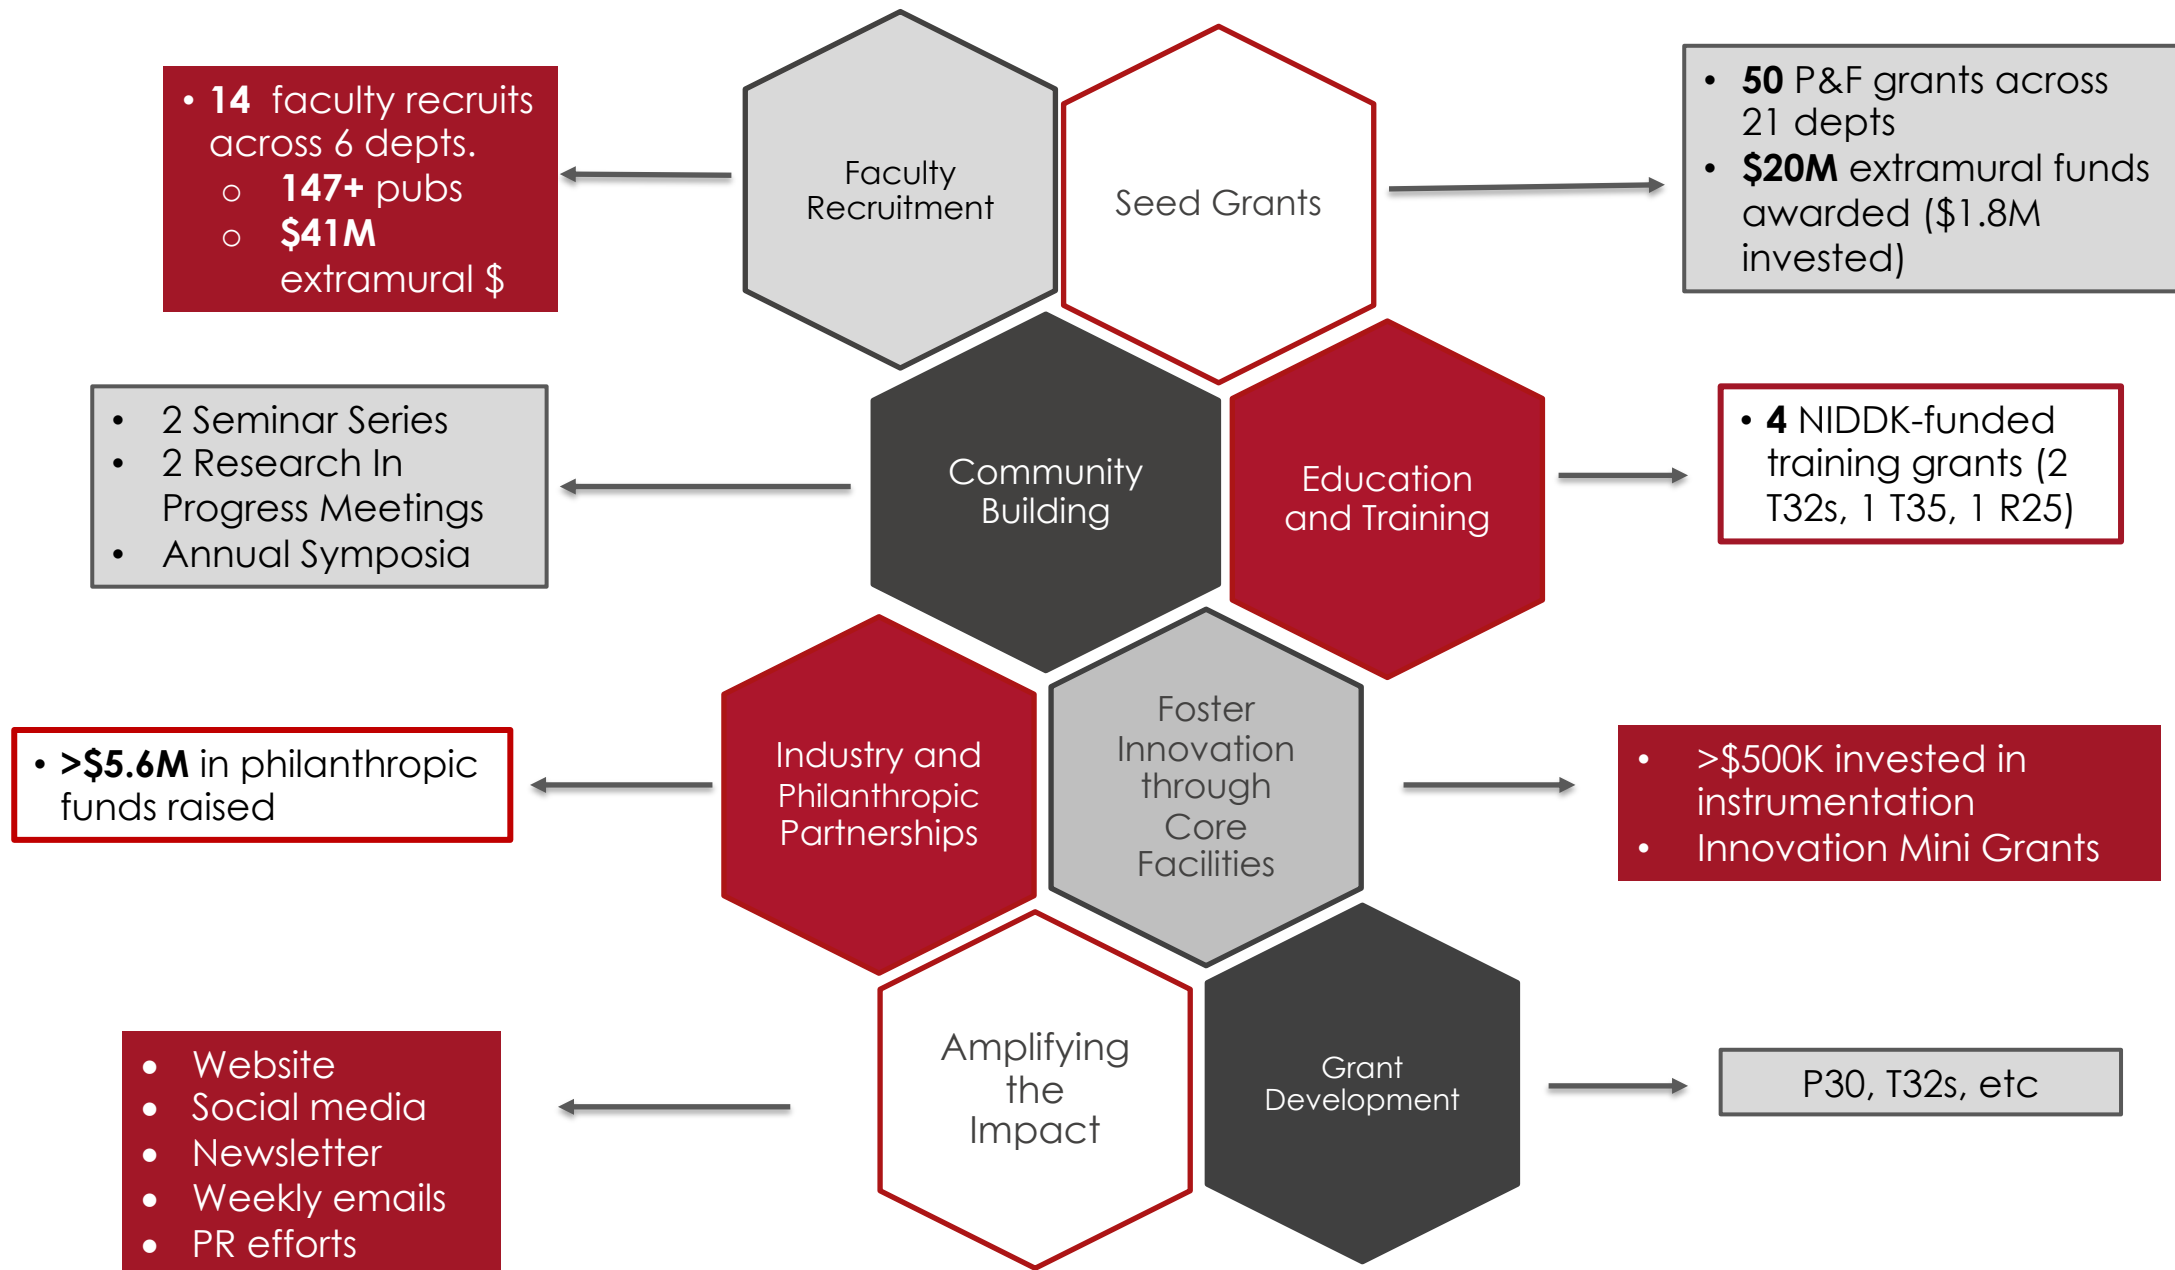 • 14 faculty recruits
across 6 depts.
o 147+ pubs
o $41M
extramural $
Faculty
Recruitment
Seed Grants
• 50 P&F grants across
21 depts
• $20M extramural funds
awarded ($1.8M
invested)
• 2 Seminar Series
• 2 Research In
Progress Meetings
• Annual Symposia
Community
Building
Education
and Training
• 4 NIDDK-funded
training grants (2
T32s, 1 T35, 1 R25)
• >$5.6M in philanthropic
funds raised
Industry and
Philanthropic
Partnerships
Foster
Innovation
through
Core
Facilities
• >$500K invested in
instrumentation
• Innovation Mini Grants
• Website
• Social media
• Newsletter
• Weekly emails
• PR efforts
Amplifying
the
Impact
Grant
Development
P30, T32s, etc